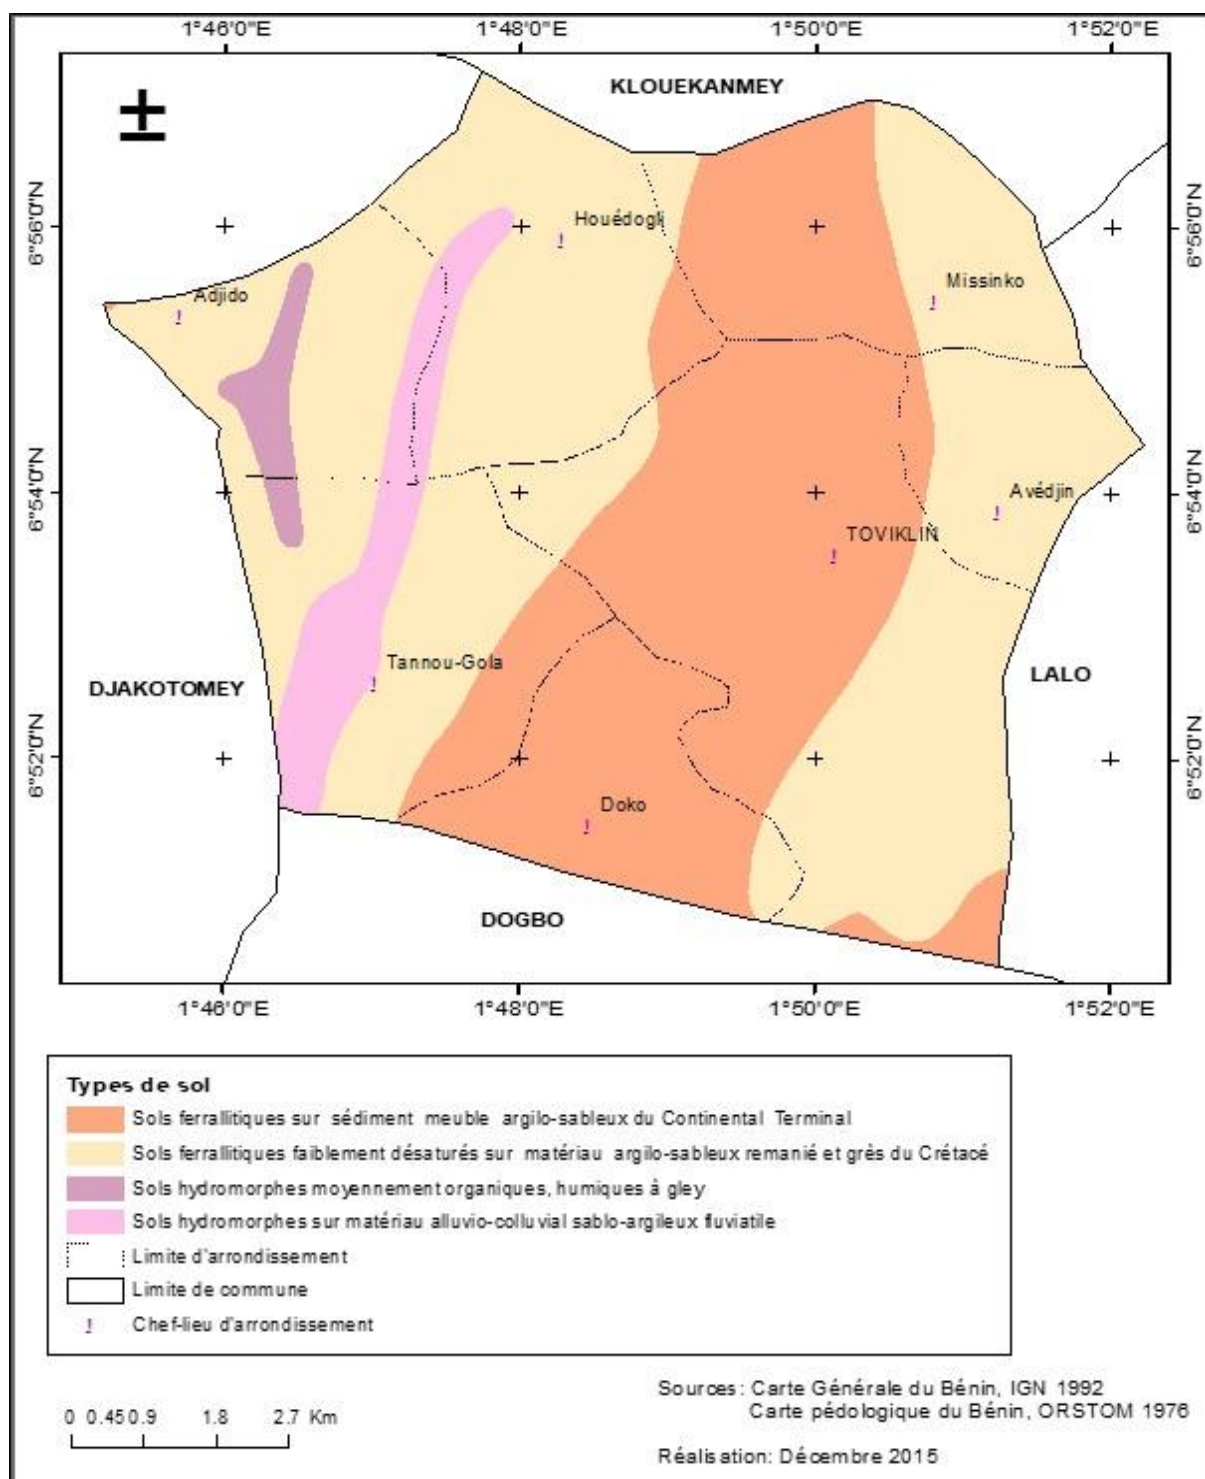 1°46'0"E 1°48'0"E 1°50'0"E 1°52'0"E
KLOUEKANMEY
6°56'0"N 6°56'0"N
Houédogli
Missinko
Adjido
6°54'0"N 6°54'0"N
Avédjin
TOVIKLIN
Tannou-Gola
DJAKOTOMEY
LALO
6°52'0"N 6°52'0"N
Doko
DOGBO
1°46'0"E 1°48'0"E 1°50'0"E 1°52'0"E
Types de sol
Sols ferrallitiques sur sédiment meuble argilo-sableux du Continental Terminal
Sols ferrallitiques faiblement désaturés sur matériau argilo-sableux remanié et grès du Crétacé
Sols hydromorphes moyennement organiques, humiques à gley
Sols hydromorphes sur matériau alluvio-colluvial sablo-argileux fluviatile
Limite d'arrondissement
Limite de commune
! Chef-lieu d'arrondissement
0 0.45 0.9 1.8 2.7 Km
Sources: Carte Générale du Bénin, IGN 1992
Carte pédologique du Bénin, ORSTOM 1976
Réalisation: Décembre 2015